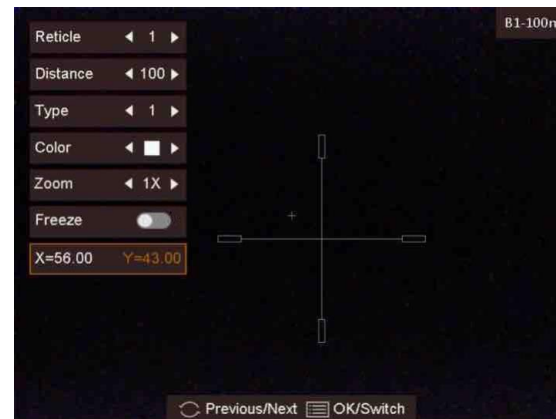 B1-100m
Reticle 1
Distance 100
Type 1
Color
Zoom 1X
Freeze
X=56.00 Y=43.00
Previous/Next OK/Switch